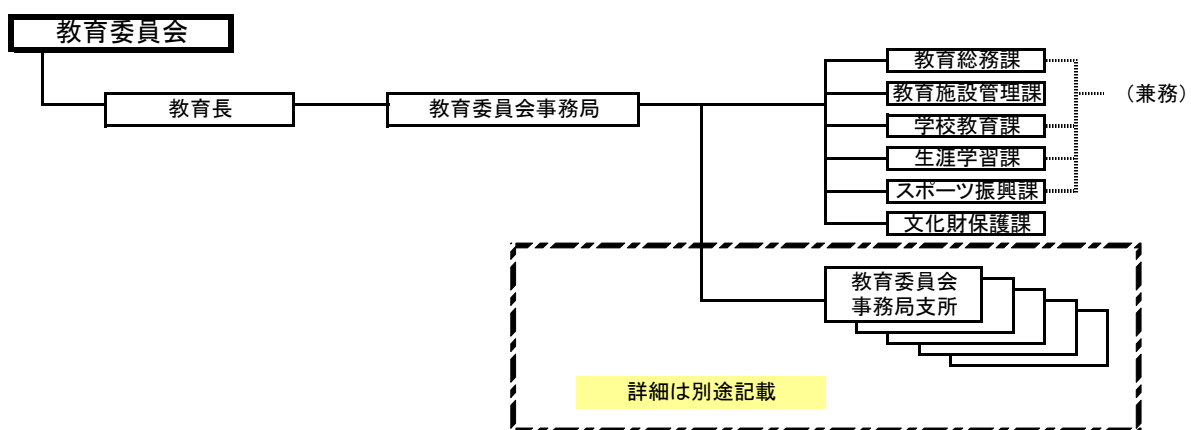 教育委員会
教育長
教育委員会事務局
教育総務課
教育施設管理課
(兼務)
学校教育課
生涯学習課
スポーツ振興課
文化財保護課
教育委員会
事務局支所
詳細は別途記載